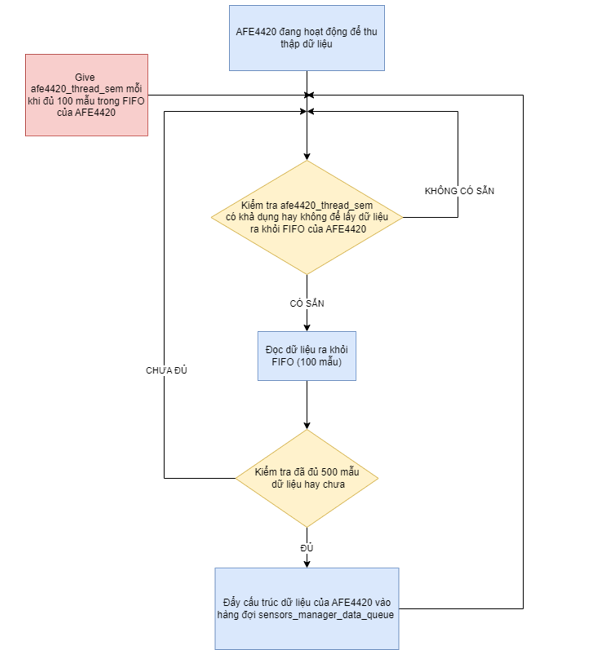 AFE4420 đang hoạt động để thu
thập dữ liệu
Give
afe4420_thread_sem mỗi
khi đủ 100 mẫu trong FIFO
của AFE4420
KHÔNG CÓ SẴN
Kiểm tra afe4420_thread_sem
có khả dụng hay không để lấy dữ liệu
ra khỏi FIFO của AFE4420
CÓ SẴN
Đọc dữ liệu ra khỏi
FIFO (100 mẫu)
CHƯA ĐỦ
Kiểm tra đã đủ 500 mẫu
dữ liệu hay chưa
ĐỦ
Đẩy cấu trúc dữ liệu của AFE4420 vào
hàng đợi sensors_manager_data_queue